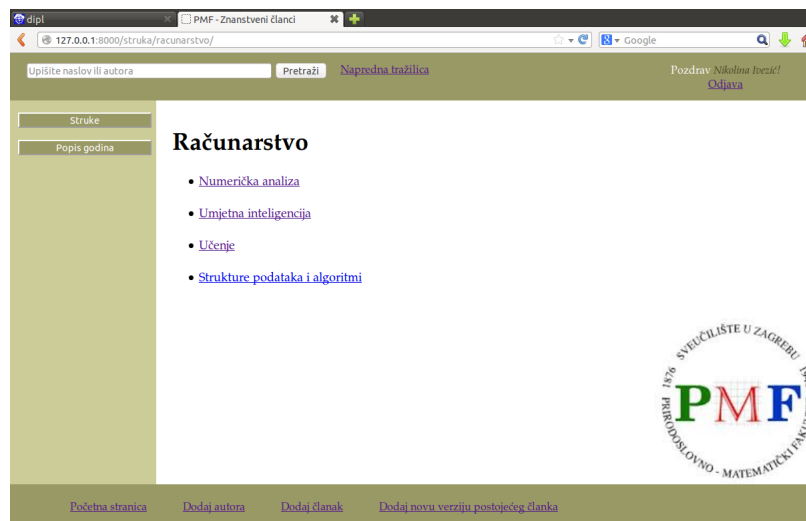 dipl
PMF - Znanstveni članci
127.0.0.1:8000/struka/racunarstvo/
Google
Upišite naslov ili autora
Pretraži
Napredna tražilica
Pozdrav Nikolina Ivezić!
Odjava
Struke
Popis godina
Računarstvo
Numerička analiza
Umjetna inteligencija
Učenje
Strukture podataka i algoritmi
SVEUČILIŠTE U ZAGREBU
1876
PRIRODOSLOVNO - MATEMATIČKI
PMF
Početna stranica
Dodaj autora
Dodaj članak
Dodaj novu verziju postojećeg članka